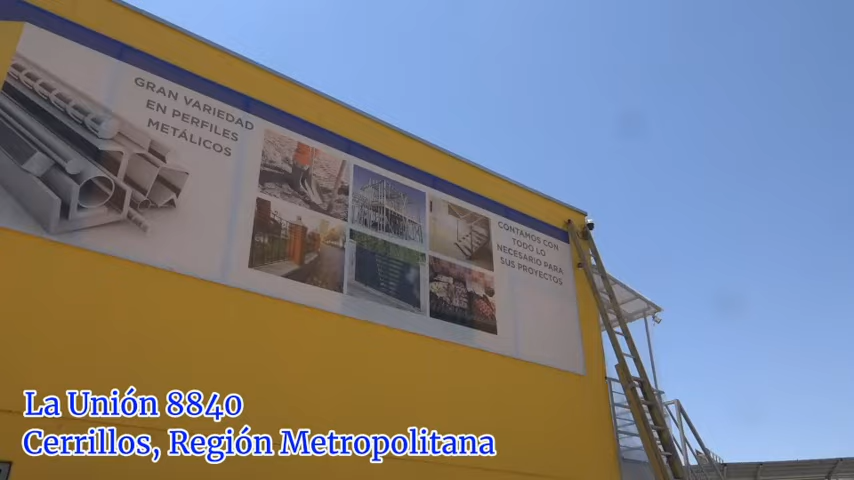 GRAN VARIEDAD
EN PERFILES
METÁLICOS
CONTAMOS CON
TODO LO
NECESARIO PARA
SUS PROYECTOS
La Unión 8840
Cerrillos, Región Metropolitana